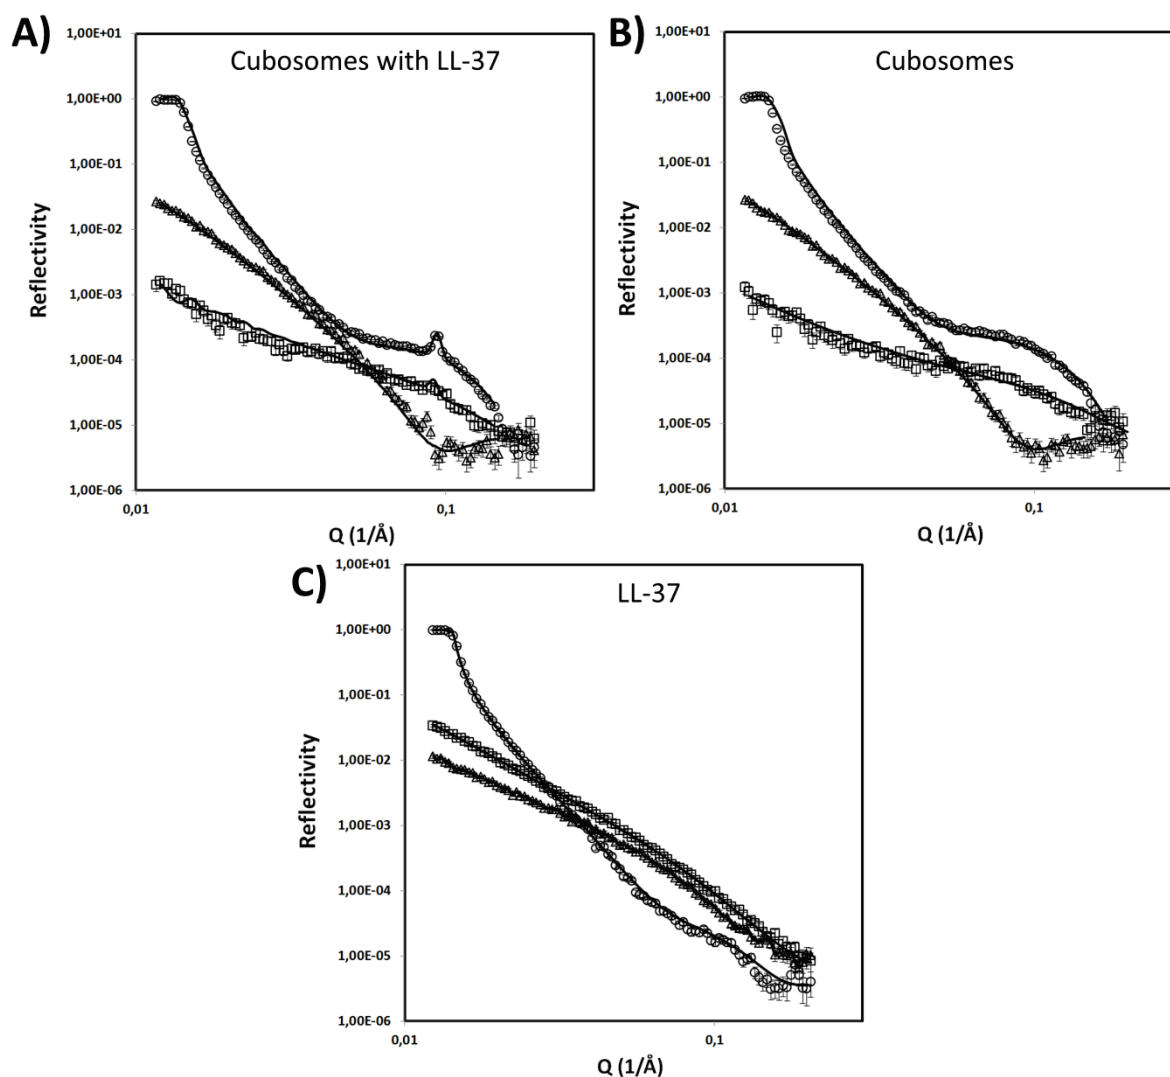 A)
Cubosomes with LL-37
1,00E+01
1,00E+00
1,00E-01
1,00E-02
1,00E-03
1,00E-04
1,00E-05
1,00E-06
Reflectivity
0,01
0,1
Q (1/Å)
B)
Cubosomes
1,00E+01
1,00E+00
1,00E-01
1,00E-02
1,00E-03
1,00E-04
1,00E-05
1,00E-06
Reflectivity
0,01
0,1
Q (1/Å)
C)
LL-37
1,00E+01
1,00E+00
1,00E-01
1,00E-02
1,00E-03
1,00E-04
1,00E-05
1,00E-06
Reflectivity
0,01
0,1
Q (1/Å)